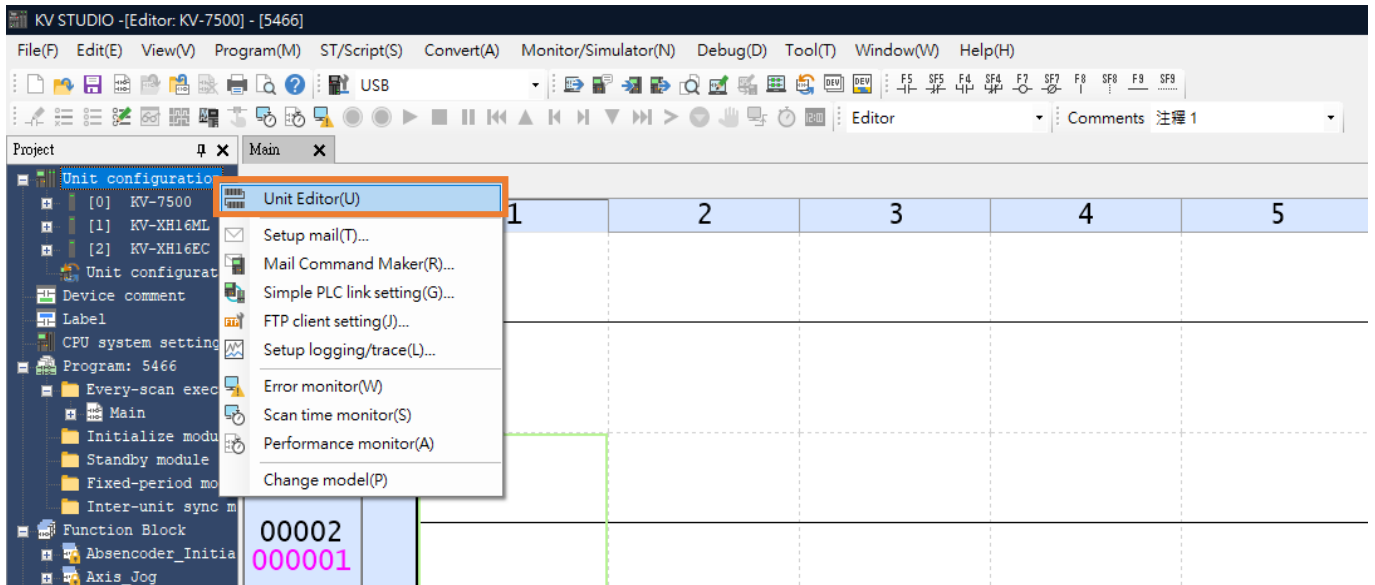 KV STUDIO -[Editor: KV-7500] - [5466]
File(F) Edit(E) View(V) Program(M) ST/Script(S) Convert(A) Monitor/Simulator(N) Debug(D) Tool(T) Window(W) Help(H)
USB
F5 SF5 F4 SF4 F7 SF7 F8 SF8 F9 SF9
Editor Comments 注釋 1
Project Main
Unit configuration
[0] KV-7500
[1] KV-XH16ML
[2] KV-XH16EC
Unit configurat
Device comment
Label
CPU system setting
Program: 5466
Every-scan exec
Main
Initialize modu
Standby module
Fixed-period mo
Inter-unit sync m
Function Block
Absencoder_Initia
Axis_Jog
Unit Editor(U)
Setup mail(T)...
Mail Command Maker(R)...
Simple PLC link setting(G)...
FTP client setting(J)...
Setup logging/trace(L)...
Error monitor(W)
Scan time monitor(S)
Performance monitor(A)
Change model(P)
1 2 3 4 5
00002
000001